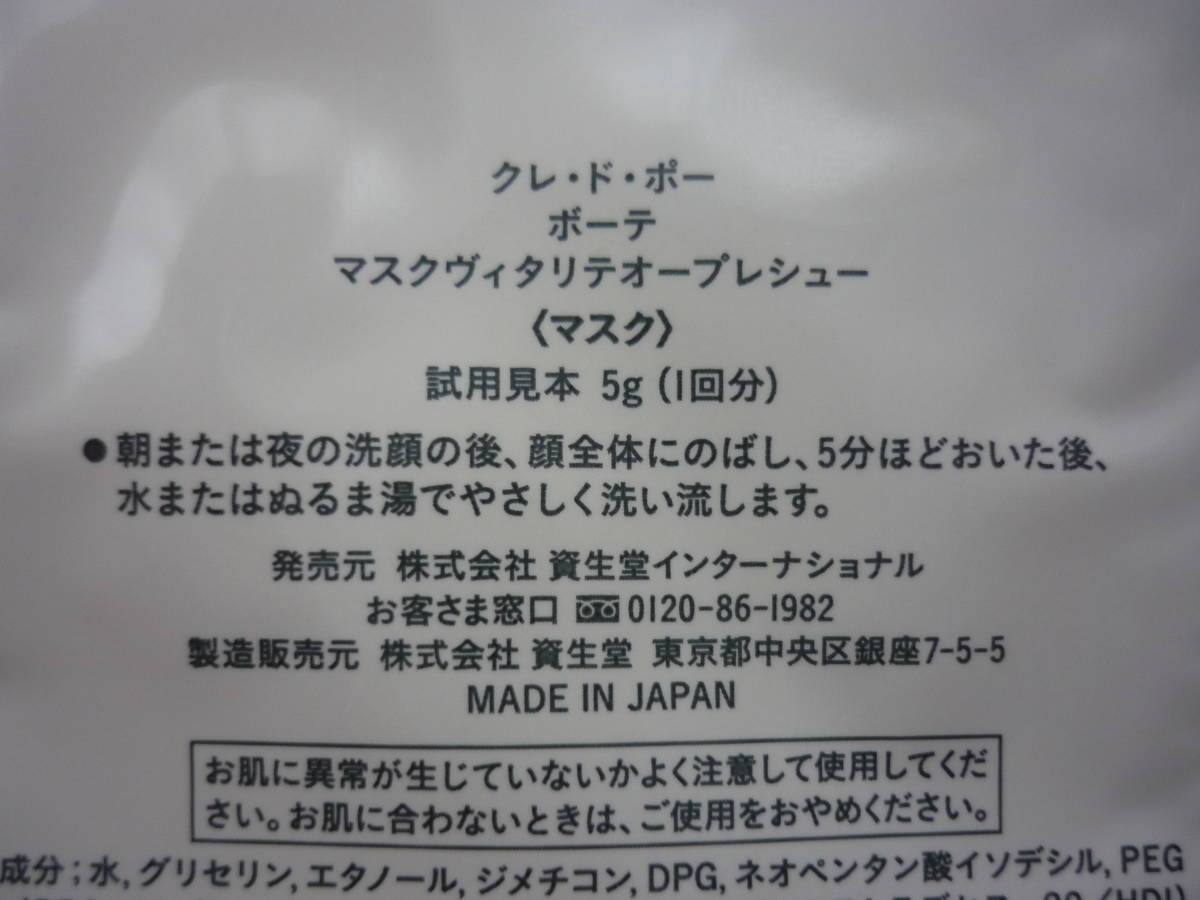 クレ・ド・ポー
ボーテ
マスクヴィタリテオープレシュー
〈マスク〉
試用見本 5g (1回分)
● 朝または夜の洗顔の後、顔全体にのばし、5分ほどおいた後、
水またはぬるま湯でやさしく洗い流します。
発売元 株式会社 資生堂インターナショナル
お客さま窓口 0120-86-1982
製造販売元 株式会社 資生堂 東京都中央区銀座7-5-5
MADE IN JAPAN
お肌に異常が生じていないかよく注意して使用してくだ
さい。お肌に合わないときは、ご使用をおやめください。
成分；水, グリセリン, エタノール, ジメチコン, DPG, ネオペンタン酸イソデシル, PEG